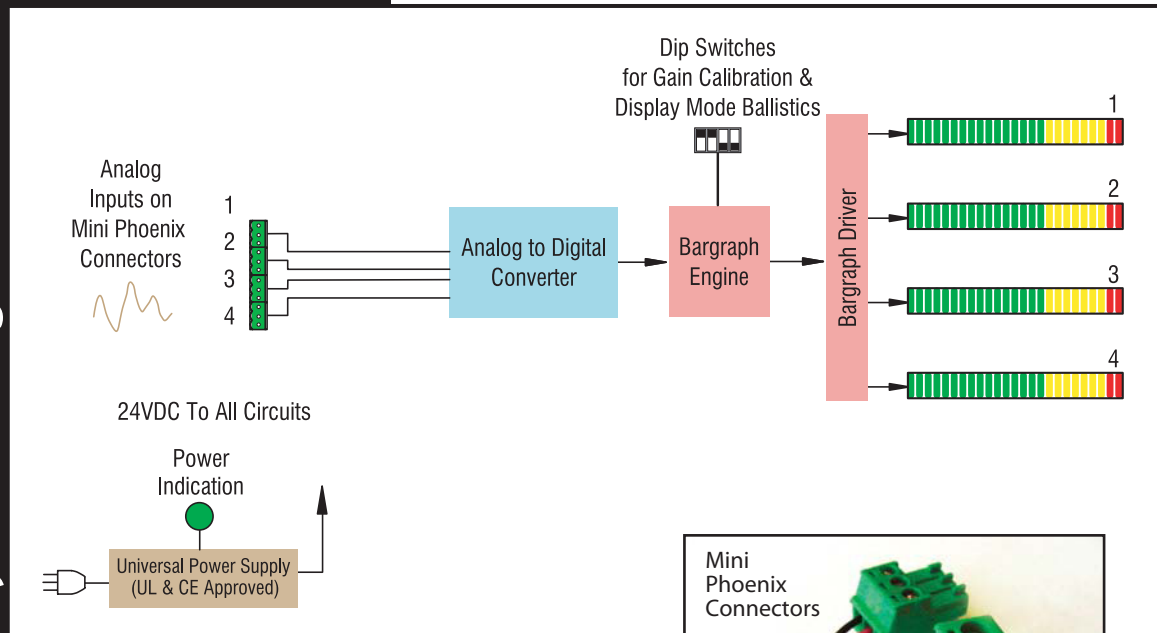 Dip Switches
for Gain Calibration &
Display Mode Ballistics
Analog
Inputs on
Mini Phoenix
Connectors
1
2
3
4
Analog to Digital
Converter
Bargraph
Engine
Bargraph Driver
1
2
3
4
24VDC To All Circuits
Power
Indication
Universal Power Supply
(UL & CE Approved)
Mini
Phoenix
Connectors